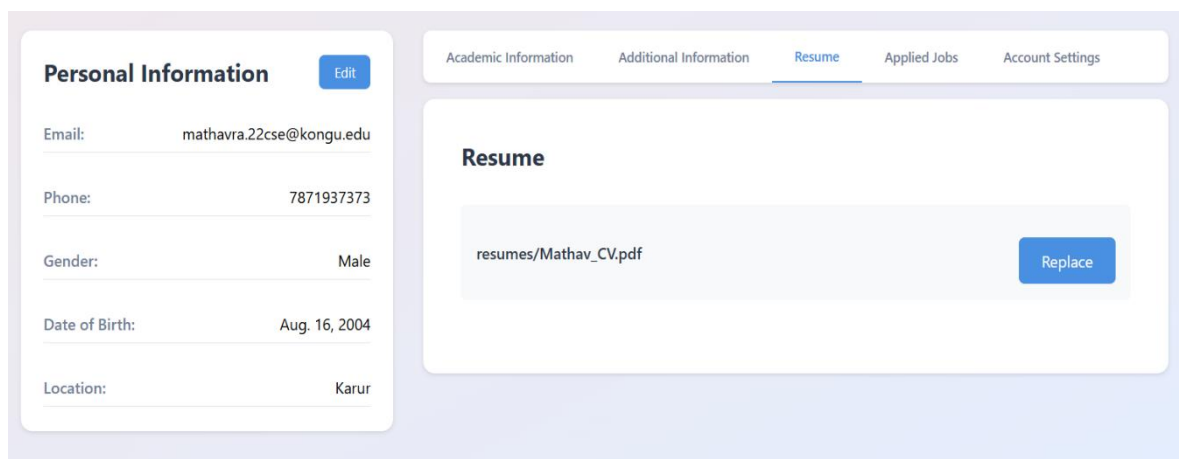 Personal Information
Edit
Email: mathavra.22cse@kongu.edu
Phone: 7871937373
Gender: Male
Date of Birth: Aug. 16, 2004
Location: Karur
Academic Information Additional Information Resume Applied Jobs Account Settings
Resume
resumes/Mathav_CV.pdf
Replace